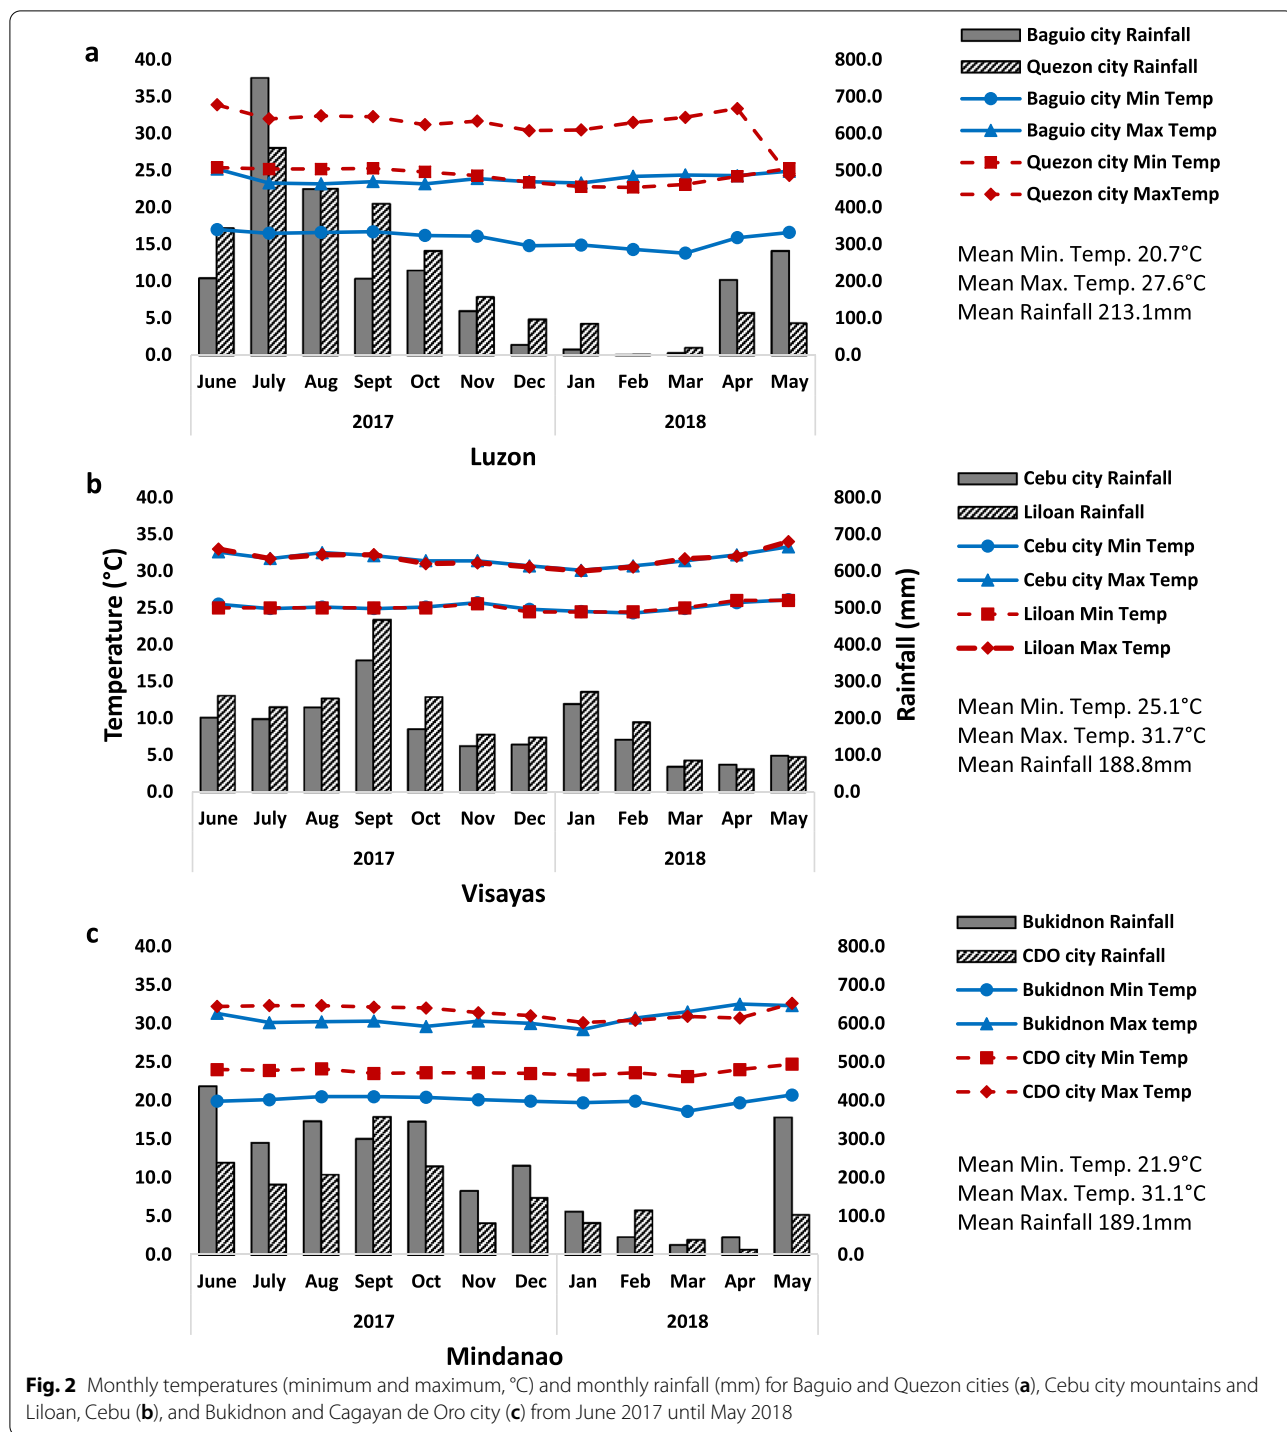 a
40.0
35.0
30.0
25.0
20.0
15.0
10.0
5.0
0.0
800.0
700.0
600.0
500.0
400.0
300.0
200.0
100.0
0.0
June July Aug Sept Oct Nov Dec Jan Feb Mar Apr May
2017 2018
Luzon
Baguio city Rainfall
Quezon city Rainfall
Baguio city Min Temp
Baguio city Max Temp
Quezon city Min Temp
Quezon city MaxTemp
Mean Min. Temp. 20.7°C
Mean Max. Temp. 27.6°C
Mean Rainfall 213.1mm
b
Temperature (°C)
40.0
35.0
30.0
25.0
20.0
15.0
10.0
5.0
0.0
800.0
700.0
600.0
500.0
400.0
300.0
200.0
100.0
0.0
Rainfall (mm)
June July Aug Sept Oct Nov Dec Jan Feb Mar Apr May
2017 2018
Visayas
Cebu city Rainfall
Liloan Rainfall
Cebu city Min Temp
Cebu city Max Temp
Liloan Min Temp
Liloan Max Temp
Mean Min. Temp. 25.1°C
Mean Max. Temp. 31.7°C
Mean Rainfall 188.8mm
c
40.0
35.0
30.0
25.0
20.0
15.0
10.0
5.0
0.0
800.0
700.0
600.0
500.0
400.0
300.0
200.0
100.0
0.0
June July Aug Sept Oct Nov Dec Jan Feb Mar Apr May
2017 2018
Mindanao
Bukidnon Rainfall
CDO city Rainfall
Bukidnon Min Temp
Bukidnon Max temp
CDO city Min Temp
CDO city Max Temp
Mean Min. Temp. 21.9°C
Mean Max. Temp. 31.1°C
Mean Rainfall 189.1mm
Fig. 2 Monthly temperatures (minimum and maximum, °C) and monthly rainfall (mm) for Baguio and Quezon cities (a), Cebu city mountains and
Liloan, Cebu (b), and Bukidnon and Cagayan de Oro city (c) from June 2017 until May 2018